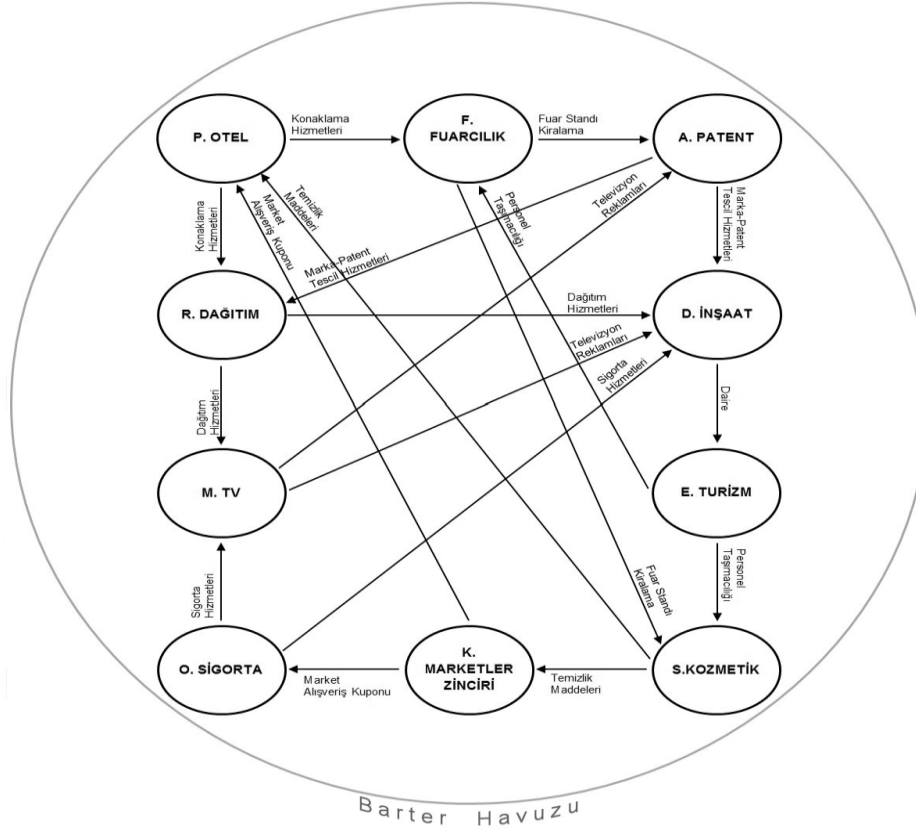 P. OTEL
Konaklama
Hizmetleri
F.
FUARCILIK
Fuar Standı
Kiralama
A. PATENT
Konaklama
Hizmetleri
Temizlik
Maddeleri
Market
Alışveriş Kuponu
Personel
Taşımacılığı
Televizyon
Reklamları
Marka-Patent
Tescil Hizmetleri
Marka-Patent
Tescil Hizmetleri
R. DAĞITIM
Dağıtım
Hizmetleri
D. İNŞAAT
Televizyon
Reklamları
Sigorta
Hizmetleri
Dağıtım
Hizmetleri
Daire
M. TV
E. TURİZM
Sigorta
Hizmetleri
Fuar Standı
Kiralama
Personel
Taşımacılığı
O. SİGORTA
Market
Alışveriş Kuponu
K.
MARKETLER
ZİNCİRİ
Temizlik
Maddeleri
S.KOZMETİK
Barter Havuzu